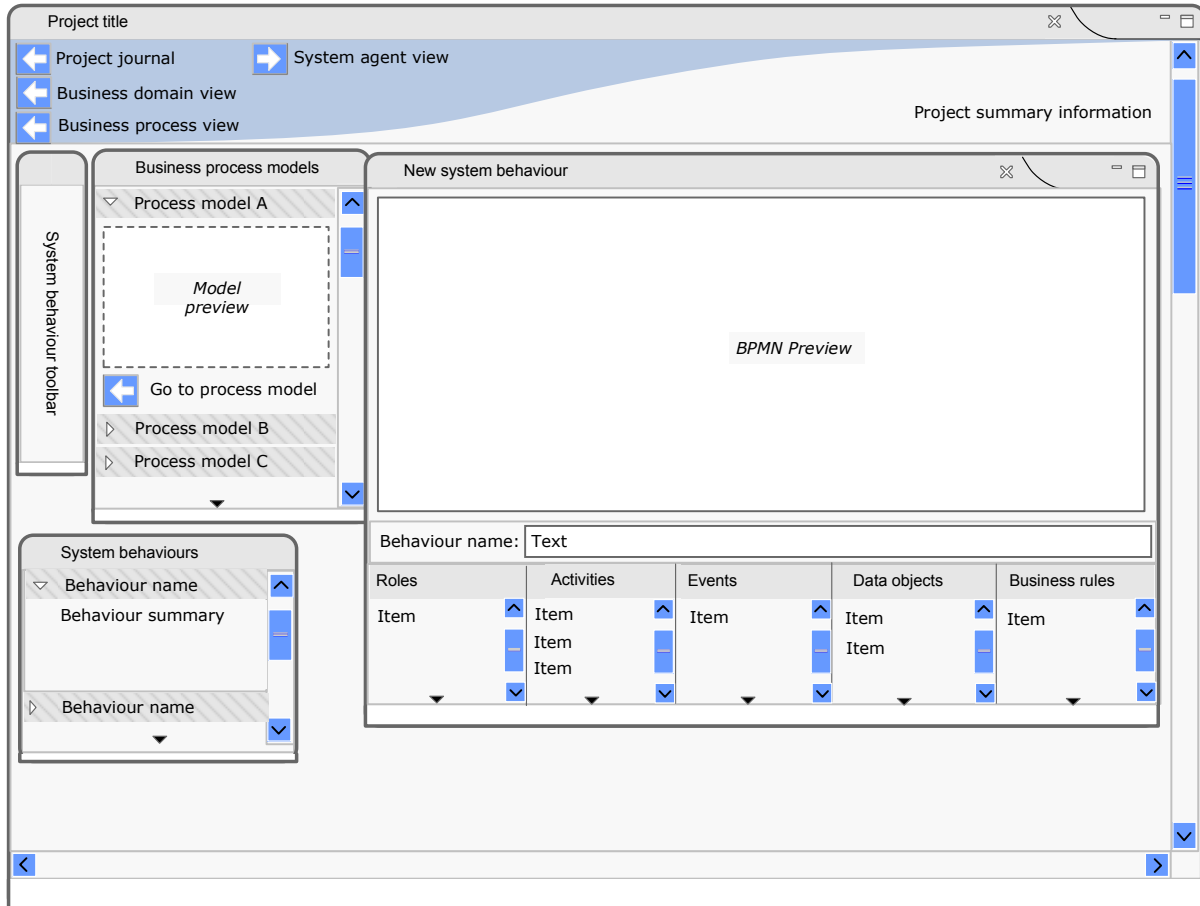 Project title
Project journal
System agent view
Business domain view
Business process view
Project summary information
System behaviour toolbar
Business process models
Process model A
Model
preview
Go to process model
Process model B
Process model C
New system behaviour
BPMN Preview
Behaviour name: Text
Roles
Activities
Events
Data objects
Business rules
Item
Item
Item
Item
Item
Item
Item
Item
System behaviours
Behaviour name
Behaviour summary
Behaviour name